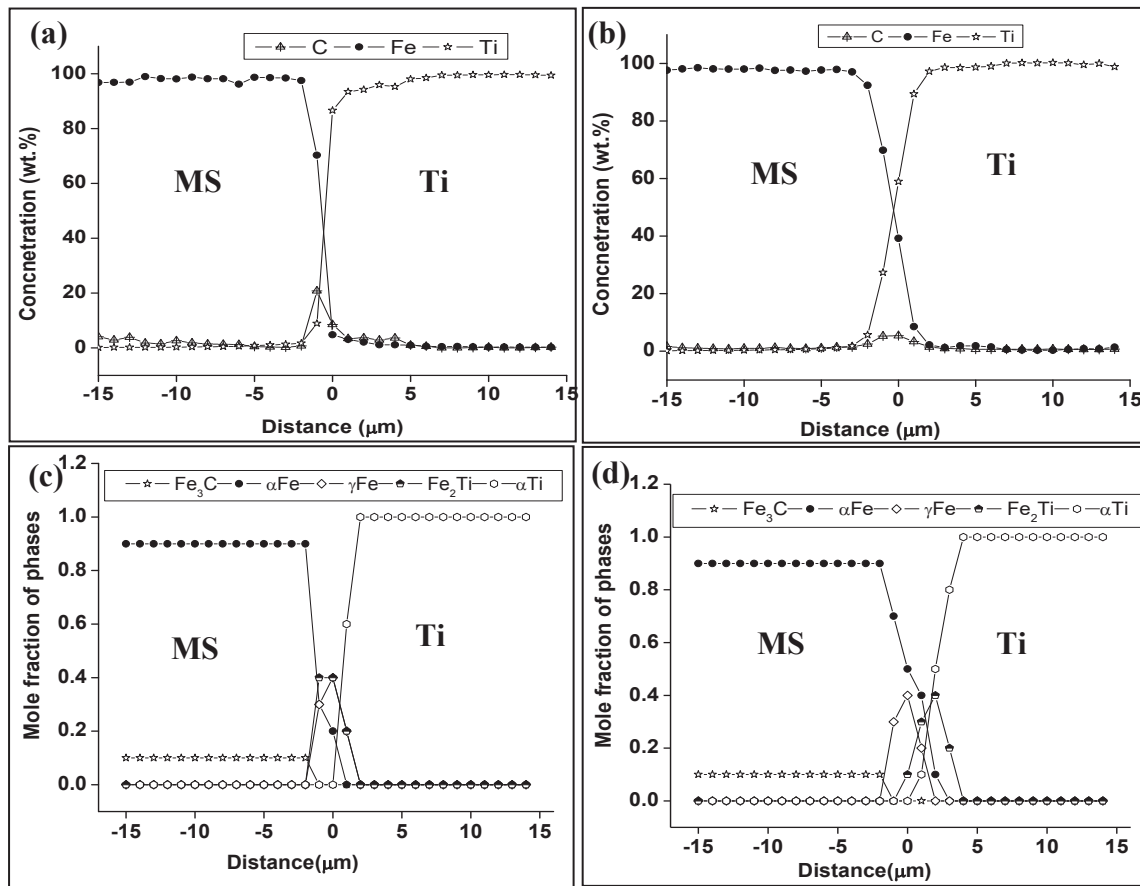 (a)
C Fe Ti
100
80
60
40
20
0
Concnetration (wt.%)
MS
Ti
-15 -10 -5 0 5 10 15
Distance (μm)
(b)
C Fe Ti
100
80
60
40
20
0
Concnetration (wt.%)
MS
Ti
-15 -10 -5 0 5 10 15
Distance (μm)
(c)
Fe3C αFe γFe Fe2Ti αTi
1.2
1.0
0.8
0.6
0.4
0.2
0.0
Mole fraction of phases
MS
Ti
-15 -10 -5 0 5 10 15
Distance(μm)
(d)
Fe3C αFe γFe Fe2Ti αTi
1.2
1.0
0.8
0.6
0.4
0.2
0.0
Mole fraction of phases
MS
Ti
-15 -10 -5 0 5 10 15
Distance(μm)